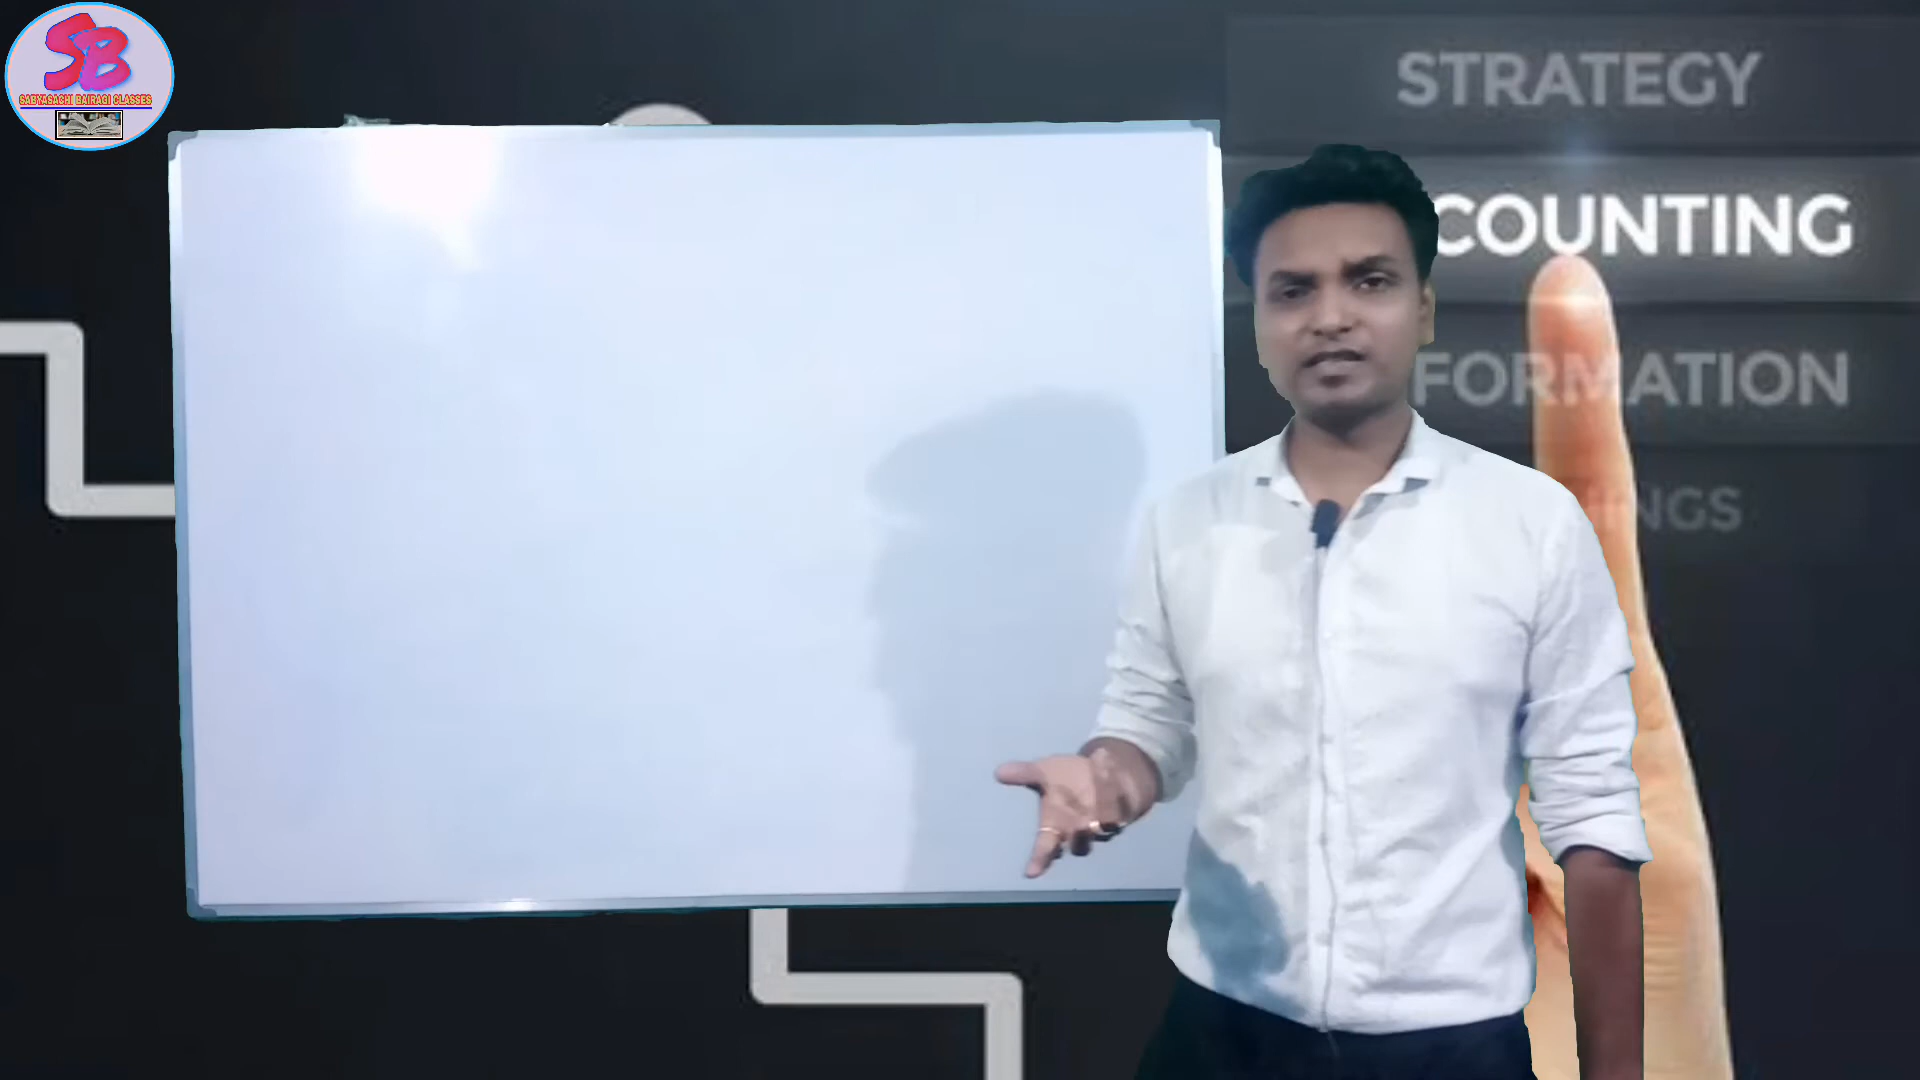 SB
SABYASACHI BAIRAGI CLASSES
STRATEGY
COUNTING
FORMATION
NGS